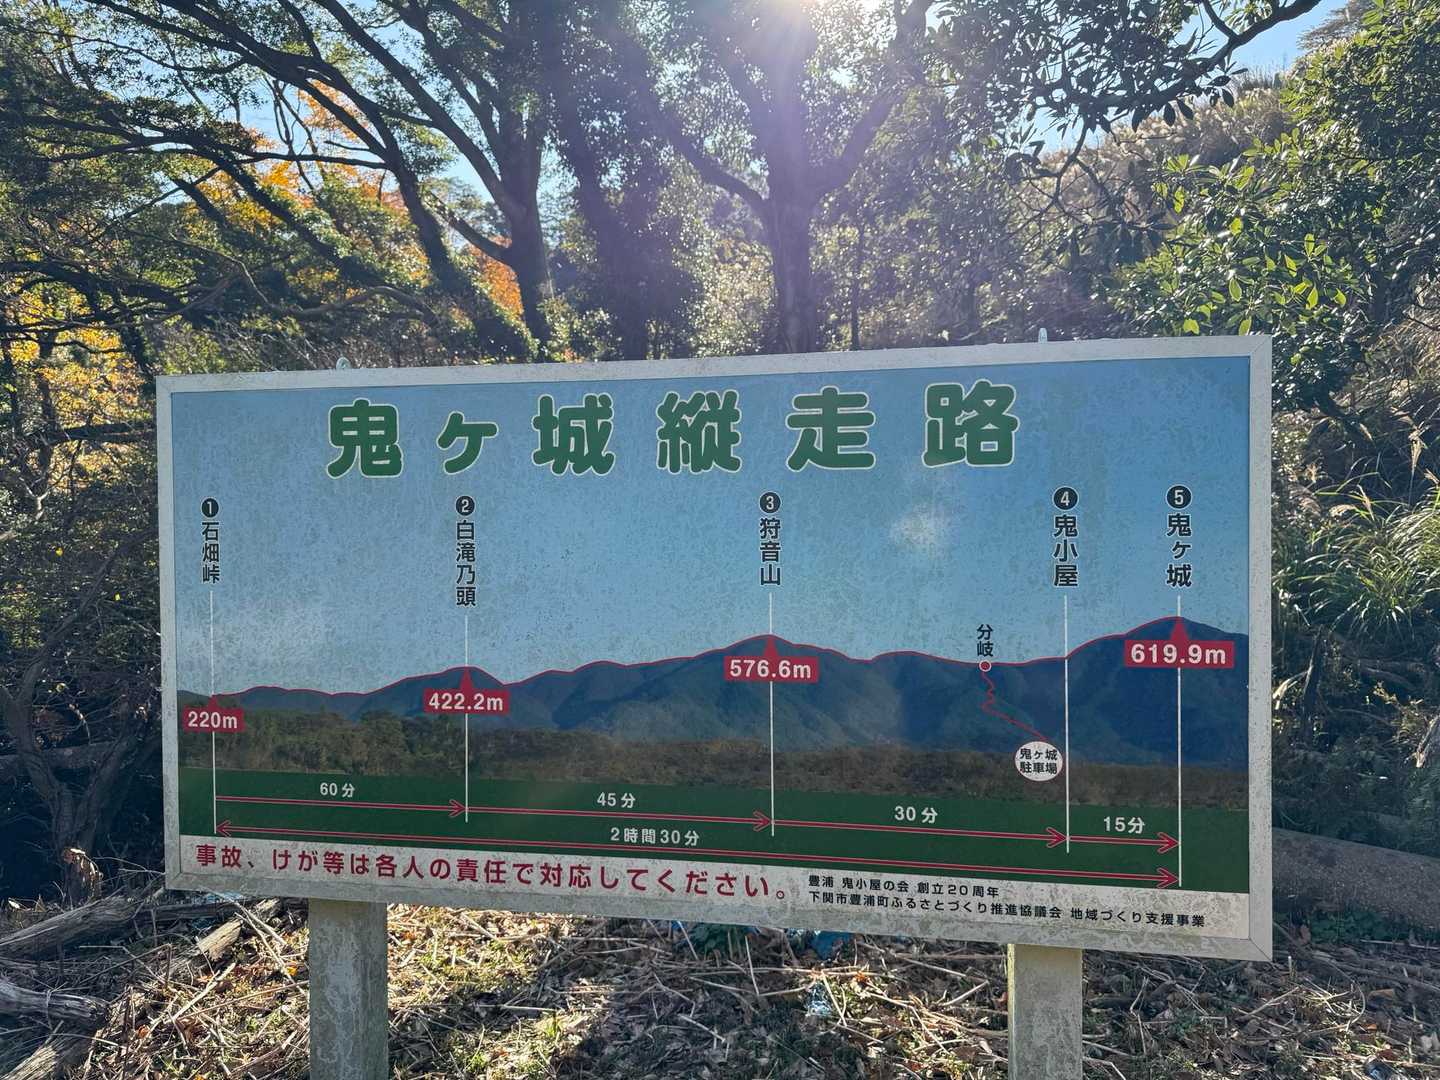 鬼ヶ城縦走路
❶石畑峠
❷白滝乃頭
❸狩音山
❹鬼小屋
❺鬼ヶ城
分岐
220m
422.2m
576.6m
619.9m
鬼ヶ城
駐車場
60分
45分
30分
15分
2時間30分
事故、けが等は各人の責任で対応してください。
豊浦 鬼小屋の会 創立20周年
下関市豊浦町ふるさとづくり推進協議会 地域づくり支援事業